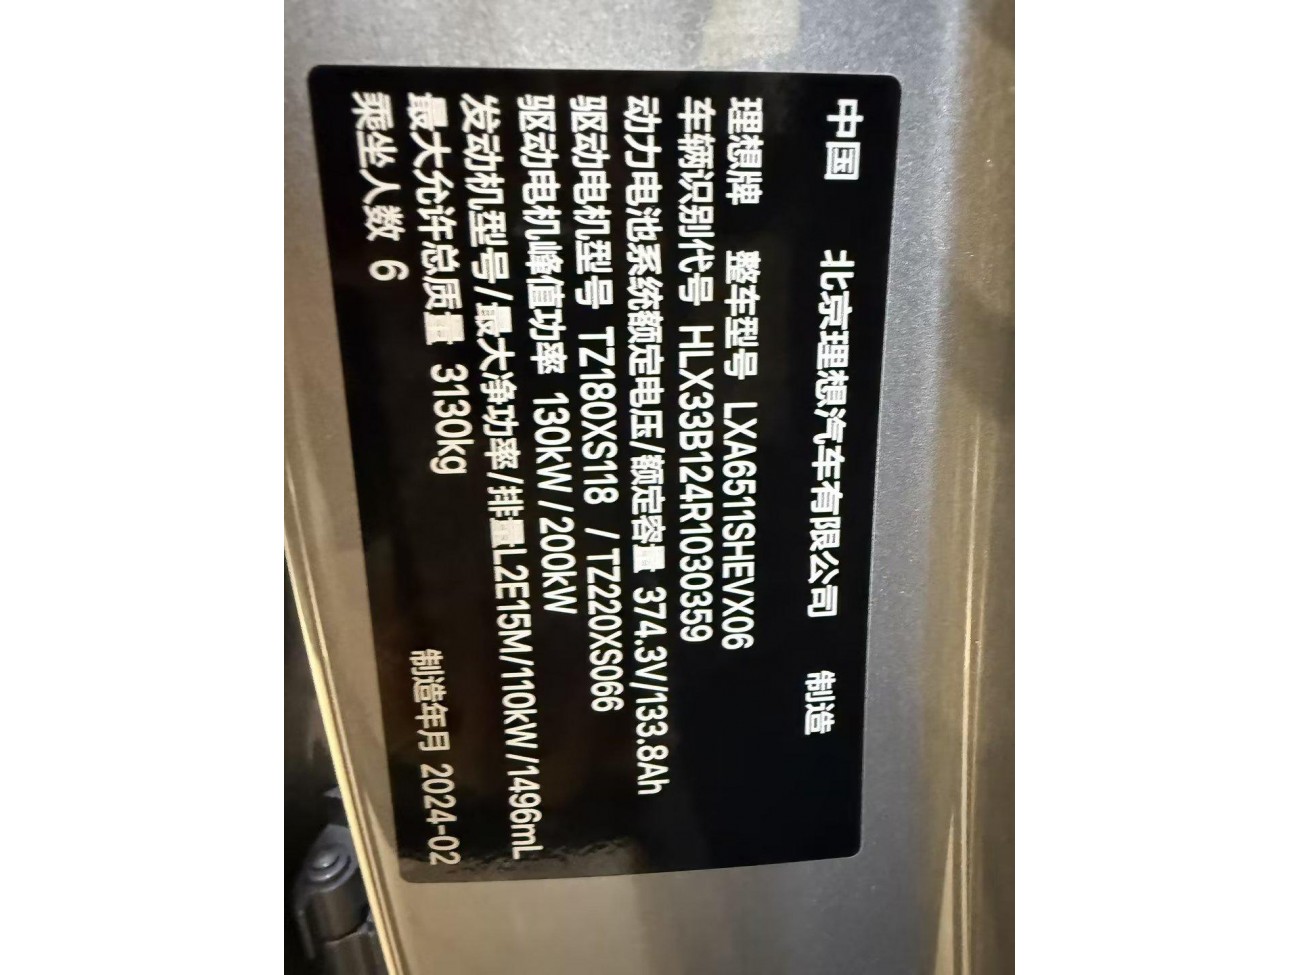 中国 北京理想汽车有限公司 制造
理想牌 整车型号 LXA6511SHEVX06
车辆识别代号 HLX33B124R1030359
动力电池系统额定电压/额定容量 374.3V/133.8Ah
驱动电机型号 TZ180XS118 / TZ220XS066
驱动电机峰值功率 130kW/200kW
发动机型号/最大净功率/排量L2E15M/110kW/1496mL
最大允许总质量 3130kg 制造年月 2024-02
乘坐人数 6